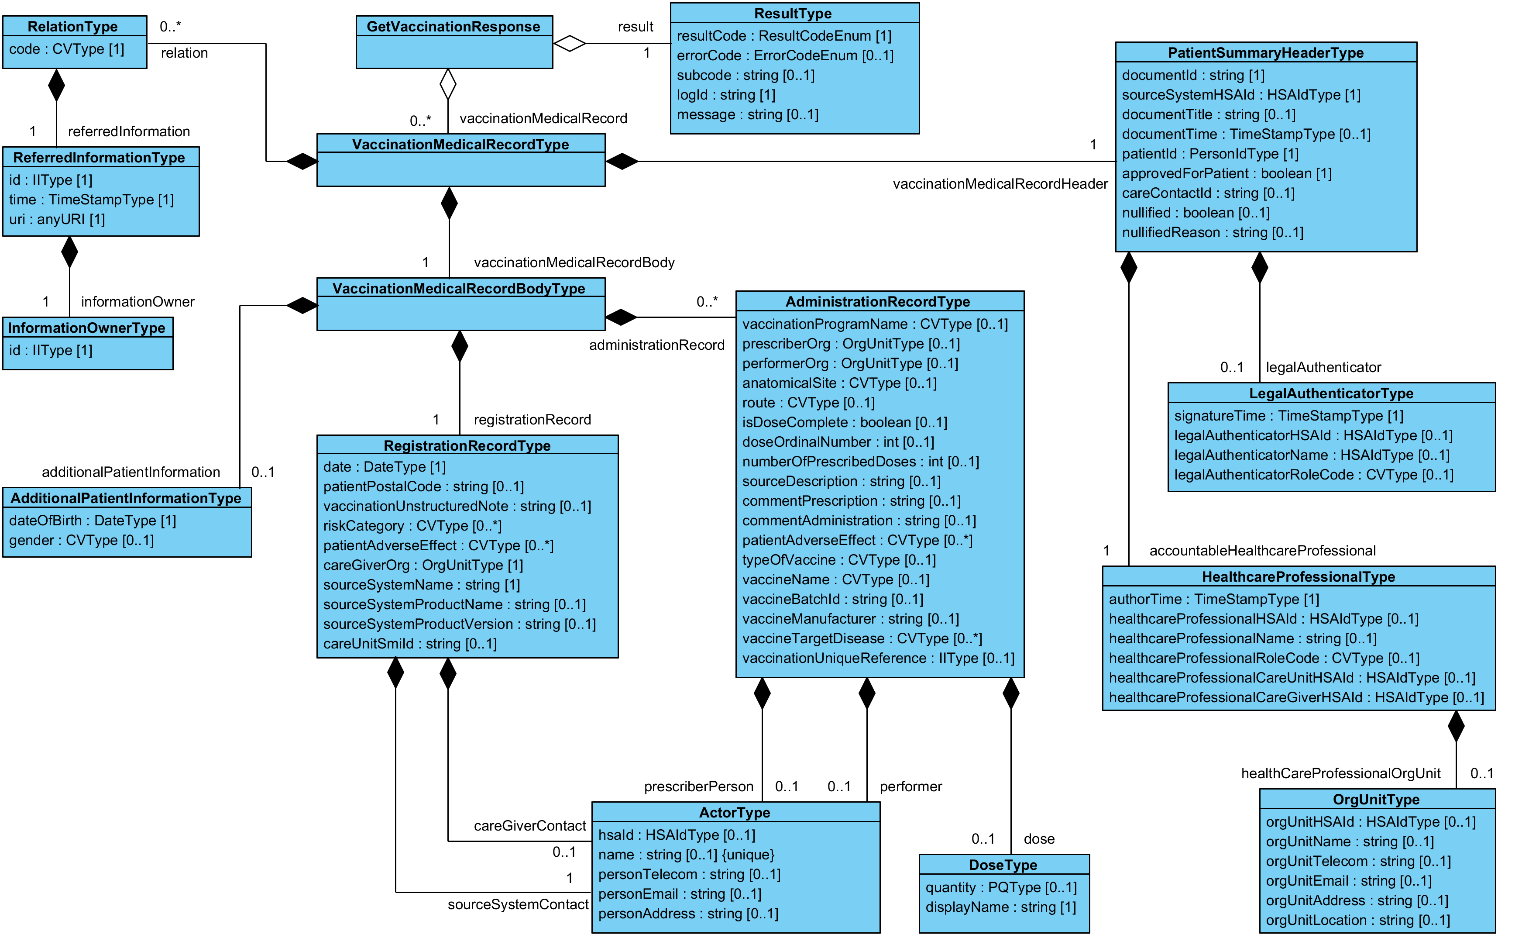 RelationType
code : CVType [1]
0..*
relation
GetVaccinationResponse
result
1
ResultType
resultCode : ResultCodeEnum [1]
errorCode : ErrorCodeEnum [0..1]
subcode : string [0..1]
logId : string [1]
message : string [0..1]
PatientSummaryHeaderType
documentId : string [1]
sourceSystemHSAId : HSAIdType [1]
documentTitle : string [0..1]
documentTime : TimeStampType [0..1]
patientId : PersonIdType [1]
approvedForPatient : boolean [1]
careContactId : string [0..1]
nullified : boolean [0..1]
nullifiedReason : string [0..1]
1
referredInformation
0..*
vaccinationMedicalRecord
ReferredInformationType
id : IIType [1]
time : TimeStampType [1]
uri : anyURI [1]
VaccinationMedicalRecordType
1
vaccinationMedicalRecordHeader
1
vaccinationMedicalRecordBody
1
informationOwner
InformationOwnerType
id : IIType [1]
VaccinationMedicalRecordBodyType
0..*
administrationRecord
AdministrationRecordType
vaccinationProgramName : CVType [0..1]
prescriberOrg : OrgUnitType [0..1]
performerOrg : OrgUnitType [0..1]
anatomicalSite : CVType [0..1]
route : CVType [0..1]
isDoseComplete : boolean [0..1]
doseOrdinalNumber : int [0..1]
numberOfPrescribedDoses : int [0..1]
sourceDescription : string [0..1]
commentPrescription : string [0..1]
commentAdministration : string [0..1]
patientAdverseEffect : CVType [0..*]
typeOfVaccine : CVType [0..1]
vaccineName : CVType [0..1]
vaccineBatchId : string [0..1]
vaccineManufacturer : string [0..1]
vaccineTargetDisease : CVType [0..*]
vaccinationUniqueReference : IIType [0..1]
0..1
legalAuthenticator
LegalAuthenticatorType
signatureTime : TimeStampType [1]
legalAuthenticatorHSAId : HSAIdType [0..1]
legalAuthenticatorName : HSAIdType [0..1]
legalAuthenticatorRoleCode : CVType [0..1]
1
registrationRecord
RegistrationRecordType
date : DateType [1]
patientPostalCode : string [0..1]
vaccinationUnstructuredNote : string [0..1]
riskCategory : CVType [0..*]
patientAdverseEffect : CVType [0..*]
careGiverOrg : OrgUnitType [1]
sourceSystemName : string [1]
sourceSystemProductName : string [0..1]
sourceSystemProductVersion : string [0..1]
careUnitSmiId : string [0..1]
additionalPatientInformation
0..1
AdditionalPatientInformationType
dateOfBirth : DateType [1]
gender : CVType [0..1]
1
accountableHealthcareProfessional
HealthcareProfessionalType
authorTime : TimeStampType [1]
healthcareProfessionalHSAId : HSAIdType [0..1]
healthcareProfessionalName : string [0..1]
healthcareProfessionalRoleCode : CVType [0..1]
healthcareProfessionalCareUnitHSAId : HSAIdType [0..1]
healthcareProfessionalCareGiverHSAId : HSAIdType [0..1]
prescriberPerson
0..1
0..1
performer
healthCareProfessionalOrgUnit
0..1
careGiverContact
0..1
1
sourceSystemContact
ActorType
hsaId : HSAIdType [0..1]
name : string [0..1] {unique}
personTelecom : string [0..1]
personEmail : string [0..1]
personAddress : string [0..1]
0..1
dose
DoseType
quantity : PQType [0..1]
displayName : string [1]
OrgUnitType
orgUnitHSAId : HSAIdType [0..1]
orgUnitName : string [0..1]
orgUnitTelecom : string [0..1]
orgUnitEmail : string [0..1]
orgUnitAddress : string [0..1]
orgUnitLocation : string [0..1]